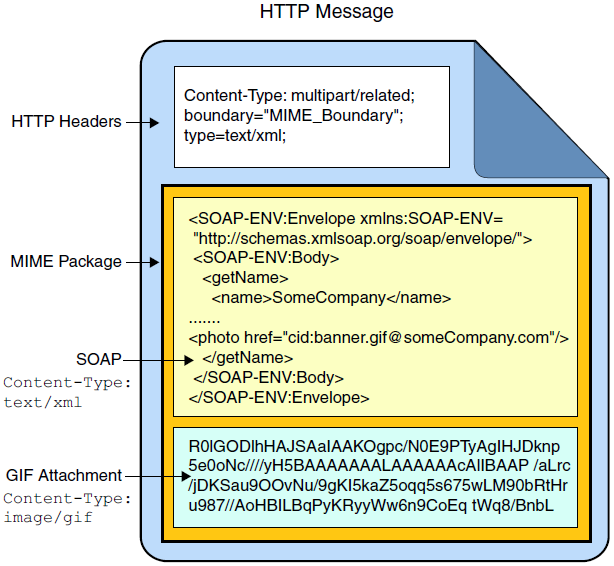 HTTP Message
HTTP Headers
Content-Type: multipart/related;
boundary="MIME_Boundary";
type=text/xml;
MIME Package
<SOAP-ENV:Envelope xmlns:SOAP-ENV=
"http://schemas.xmlsoap.org/soap/envelope/">
<SOAP-ENV:Body>
<getName>
<name>SomeCompany</name>
.......
<photo href="cid:banner.gif@someCompany.com"/>
</getName>
</SOAP-ENV:Body>
</SOAP-ENV:Envelope>
SOAP
Content-Type:
text/xml
R0lGODlhHAJSAaIAAKOgpc/N0E9PTyAgIHJDknp
5e0oNc////yH5BAAAAAAALAAAAAAcAIIBAAP /aLrc
/jDKSau9OOvNu/9gKI5kaZ5oqq5s675wLM90bRtHr
u987//AoHBILBqPyKRyyWw6n9CoEq tWq8/BnbL
GIF Attachment
Content-Type:
image/gif